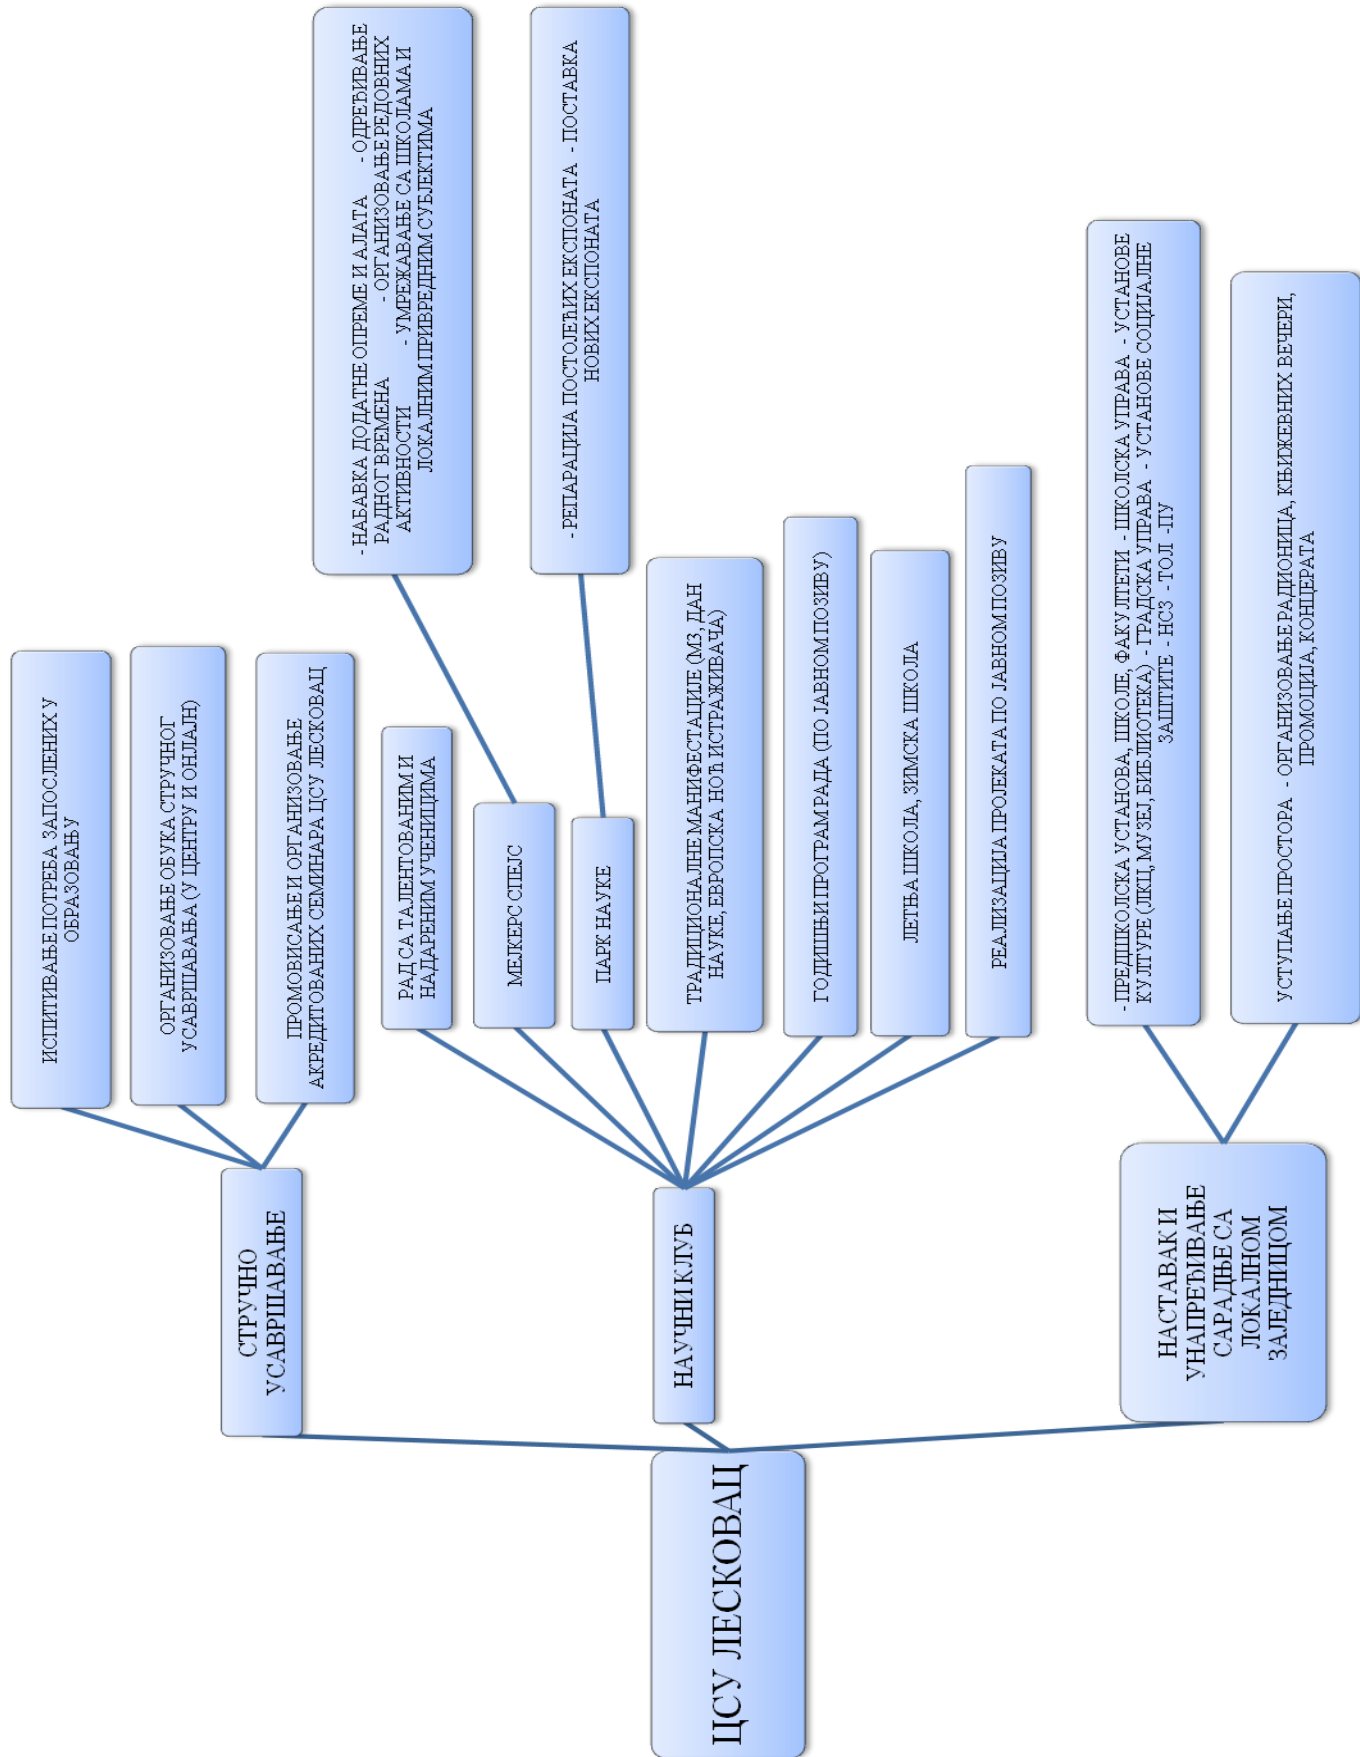 ЦСУ ЛЕСКОВАЦ
СТРУЧНО
УСАВРШАВАЊЕ
ИСПИТИВАЊЕ ПОТРЕБА ЗАПОСЛЕНИХ У
ОБРАЗОВАЊУ
ОРГАНИЗОВАЊЕ ОБУКА СТРУЧНОГ
УСАВРШАВАЊА (У ЦЕНТРУ И ОНЛАЈН)
ПРОМОВИСАЊЕ И ОРГАНИЗОВАЊЕ
АКРЕДИТОВАНИХ СЕМИНАРА ЦСУ ЛЕСКОВАЦ
НАУЧНИ КЛУБ
РАД СА ТАЛЕНТОВАНИМ И
НАДАРЕНИМ УЧЕНИЦИМА
МЕЈКЕРС СПЕЈС
- НАБАВКА ДОДАТНЕ ОПРЕМЕ И АЛАТА - ОДРЕЂИВАЊЕ
РАДНОГ ВРЕМЕНА - ОРГАНИЗОВАЊЕ РЕДОВНИХ
АКТИВНОСТИ - УМРЕЖАВАЊЕ СА ШКОЛАМА И
ЛОКАЛНИМ ПРИВРЕДНИМ СУБЈЕКТИМА
ПАРК НАУКЕ
- РЕПАРАЦИЈА ПОСТОЈЕЋИХ ЕКСПОНАТА - ПОСТАВКА
НОВИХ ЕКСПОНАТА
ТРАДИЦИОНАЛНЕ МАНИФЕСТАЦИЈЕ (М3, ДАН
НАУКЕ, ЕВРОПСКА НОЋ ИСТРАЖИВАЧА)
ГОДИШЊИ ПРОГРАМ РАДА (ПО ЈАВНОМ ПОЗИВУ)
ЛЕТЊА ШКОЛА, ЗИМСКА ШКОЛА
РЕАЛИЗАЦИЈА ПРОЈЕКАТА ПО ЈАВНОМ ПОЗИВУ
НАСТАВАК И
УНАПРЕЂИВАЊЕ
САРАДЊЕ СА
ЛОКАЛНОМ
ЗАЈЕДНИЦОМ
- ПРЕДШКОЛСКА УСТАНОВА, ШКОЛЕ, ФАКУЛТЕТИ - ШКОЛСКА УПРАВА - УСТАНОВЕ
КУЛТУРЕ (ЛКЦ, МУЗЕЈ, БИБЛИОТЕКА) - ГРАДСКА УПРАВА - УСТАНОВЕ СОЦИЈАЛНЕ
ЗАШТИТЕ - НСЗ - ТОЛ -ПУ
УСТУПАЊЕ ПРОСТОРА - ОРГАНИЗОВАЊЕ РАДИОНИЦА, КЊИЖЕВНИХ ВЕЧЕРИ,
ПРОМОЦИЈА, КОНЦЕРАТА